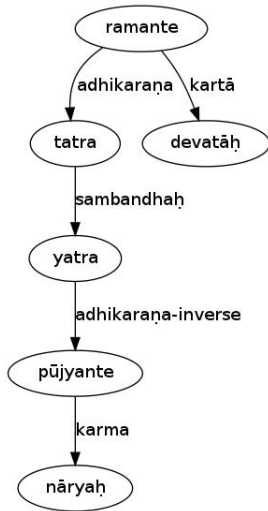 ramante
adhikaraṇa kartā
tatra devatāḥ
sambandhaḥ
yatra
adhikaraṇa-inverse
pūjyante
karma
nāryaḥ